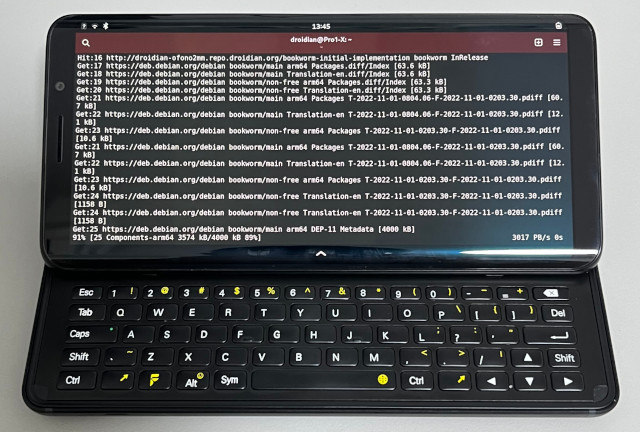 13:45
droidian@Pro1-X: ~
Hit:16 http://droidian-ofono2mm.repo.droidian.org/bookworm-initial-implementation bookworm InRelease
Get:17 https://deb.debian.org/debian bookworm/main arm64 Packages.diff/Index [63.6 kB]
Get:18 https://deb.debian.org/debian bookworm/main Translation-en.diff/Index [63.6 kB]
Get:19 https://deb.debian.org/debian bookworm/non-free arm64 Packages.diff/Index [63.3 kB]
Get:20 https://deb.debian.org/debian bookworm/non-free Translation-en.diff/Index [63.3 kB]
Get:21 https://deb.debian.org/debian bookworm/main arm64 Packages T-2022-11-01-0804.06-F-2022-11-01-0203.30.pdiff [60.
7 kB]
Get:22 https://deb.debian.org/debian bookworm/main Translation-en T-2022-11-01-0804.06-F-2022-11-01-0203.30.pdiff [12.
1 kB]
Get:23 https://deb.debian.org/debian bookworm/non-free arm64 Packages T-2022-11-01-0203.30-F-2022-11-01-0203.30.pdiff
[10.6 kB]
Get:21 https://deb.debian.org/debian bookworm/main arm64 Packages T-2022-11-01-0804.06-F-2022-11-01-0203.30.pdiff [60.
7 kB]
Get:22 https://deb.debian.org/debian bookworm/main Translation-en T-2022-11-01-0804.06-F-2022-11-01-0203.30.pdiff [12.
1 kB]
Get:23 https://deb.debian.org/debian bookworm/non-free arm64 Packages T-2022-11-01-0203.30-F-2022-11-01-0203.30.pdiff
[10.6 kB]
Get:24 https://deb.debian.org/debian bookworm/non-free Translation-en T-2022-11-01-0203.30-F-2022-11-01-0203.30.pdiff
[1158 B]
Get:24 https://deb.debian.org/debian bookworm/non-free Translation-en T-2022-11-01-0203.30-F-2022-11-01-0203.30.pdiff
[1158 B]
Get:25 https://deb.debian.org/debian bookworm/main arm64 DEP-11 Metadata [4000 kB]
91% [25 Components-arm64 3574 kB/4000 kB 89%] 3017 PB/s 0s
Esc 1 ! 2 @ 3 # 4 $ 5 % 6 ^ 7 & 8 * 9 ( 0 ) - _ = +
Tab Q W E R T Y U I O P \ [ { ] } Del
Caps A S D F G H J K L ; : ? ' "
Shift ` ~ Z X C V B N M , < . > / Shift
Ctrl Alt Sym Ctrl